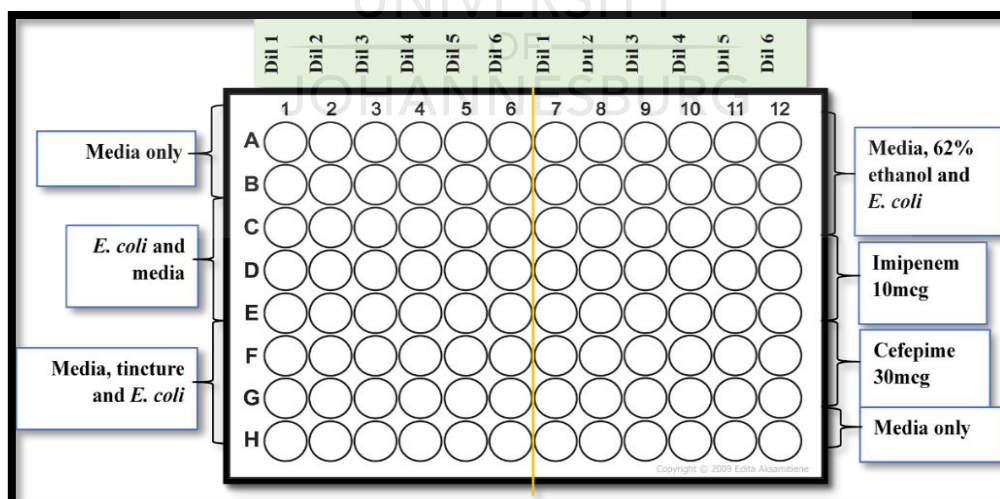 UNIVERSITY
OF
JOHANNESBURG
Dil 1 Dil 2 Dil 3 Dil 4 Dil 5 Dil 6 Dil 1 Dil 2 Dil 3 Dil 4 Dil 5 Dil 6
1 2 3 4 5 6 7 8 9 10 11 12
A
B
C
D
E
F
G
H
Media only
E. coli and
media
Media, tincture
and E. coli
Media, 62%
ethanol and
E. coli
Imipenem
10mcg
Cefepime
30mcg
Media only
Copyright © 2009 Edita Aksamitiene